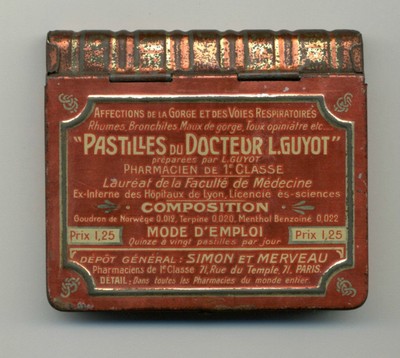 AFFECTIONS DE LA GORGE ET DES VOIES RESPIRATOIRES
Rhumes, Bronchites Maux de gorge, Toux opiniâtre etc...
"PASTILLES DU DOCTEUR L.GUYOT"
préparées par L. GUYOT
PHARMACIEN DE 1e CLASSE
Lauréat de la Faculté de Médecine
Ex-Interne des Hôpitaux de Lyon, Licencié ès-sciences
COMPOSITION
Goudron de Norwège 0.019, Terpine 0,020, Menthol Benzoïné 0,022
MODE D'EMPLOI
Prix 1,25 Quinze à vingt pastilles par jour Prix 1,25
DÉPÔT GÉNÉRAL: SIMON ET MERVEAU
Pharmaciens de 1e Classe 71, Rue du Temple, 71, PARIS.
DÉTAIL: Dans toutes les Pharmacies du monde entier.